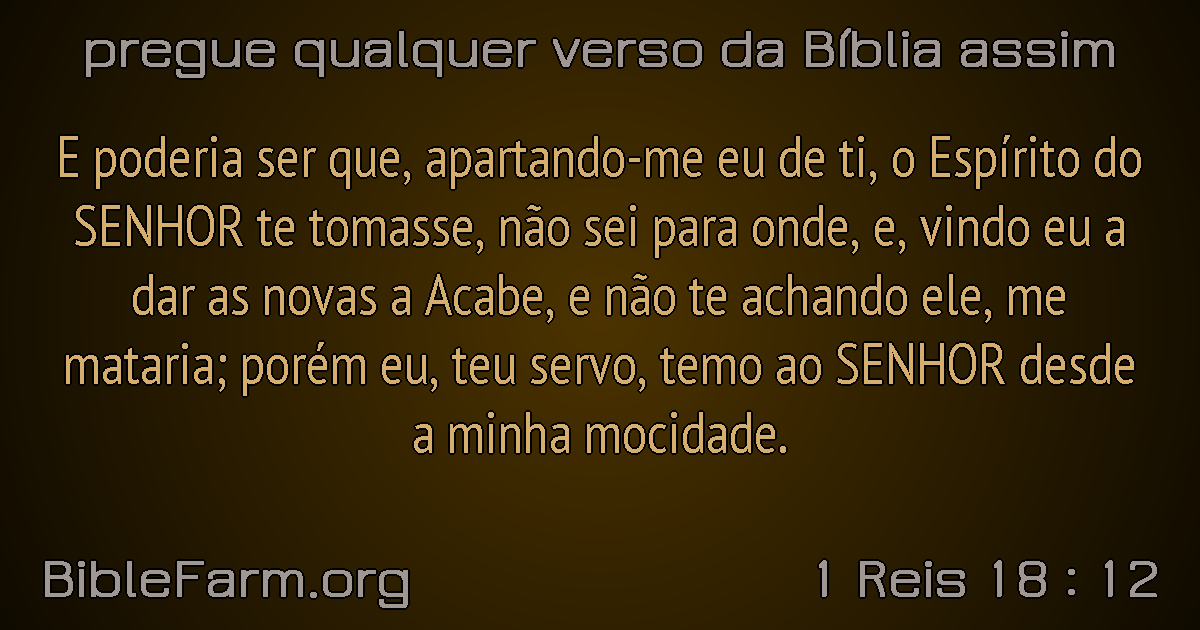 pregue qualquer verso da Bíblia assim
E poderia ser que, apartando-me eu de ti, o Espírito do
SENHOR te tomasse, não sei para onde, e, vindo eu a
dar as novas a Acabe, e não te achando ele, me
mataria; porém eu, teu servo, temo ao SENHOR desde
a minha mocidade.
BibleFarm.org
1 Reis 18 : 12